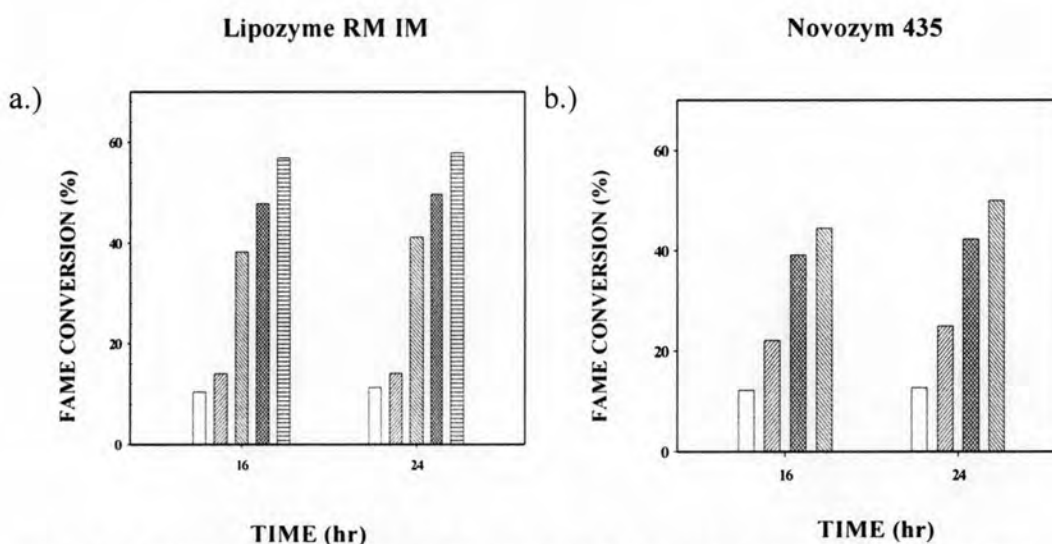 Lipozyme RM IM
Novozym 435
a.)
b.)
FAME CONVERSION (%)
60
40
20
0
16
24
TIME (hr)
FAME CONVERSION (%)
60
40
20
0
16
24
TIME (hr)